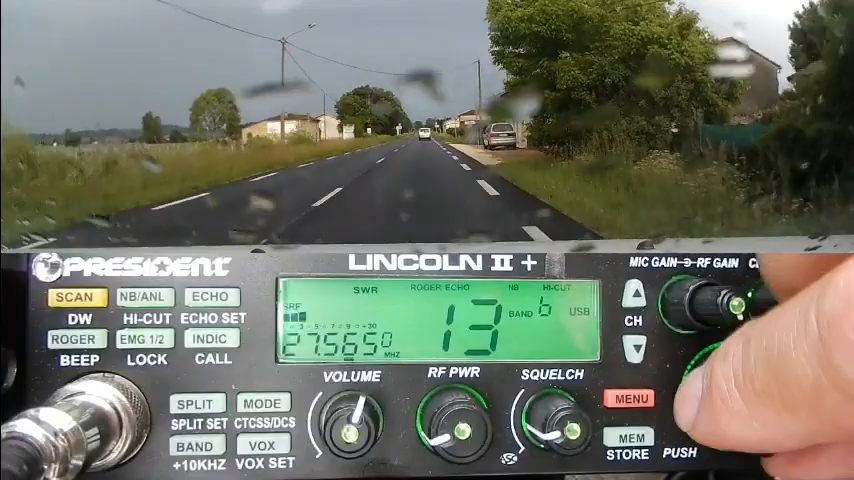 PRESIDENT LINCOLN II + MIC GAIN RF GAIN
SCAN NB/ANL ECHO
DW HI-CUT ECHO SET
ROGER EMG 1/2 INDIC
BEEP LOCK CALL
SWR ROGER ECHO NB HI-CUT
SRF 13 BAND b USB
27.5650 MHZ
CH
VOLUME RF PWR SQUELCH
SPLIT MODE
SPLIT SET CTCSS/DCS
BAND VOX
+10KHZ VOX SET
ASC
MENU
MEM
STORE PUSH